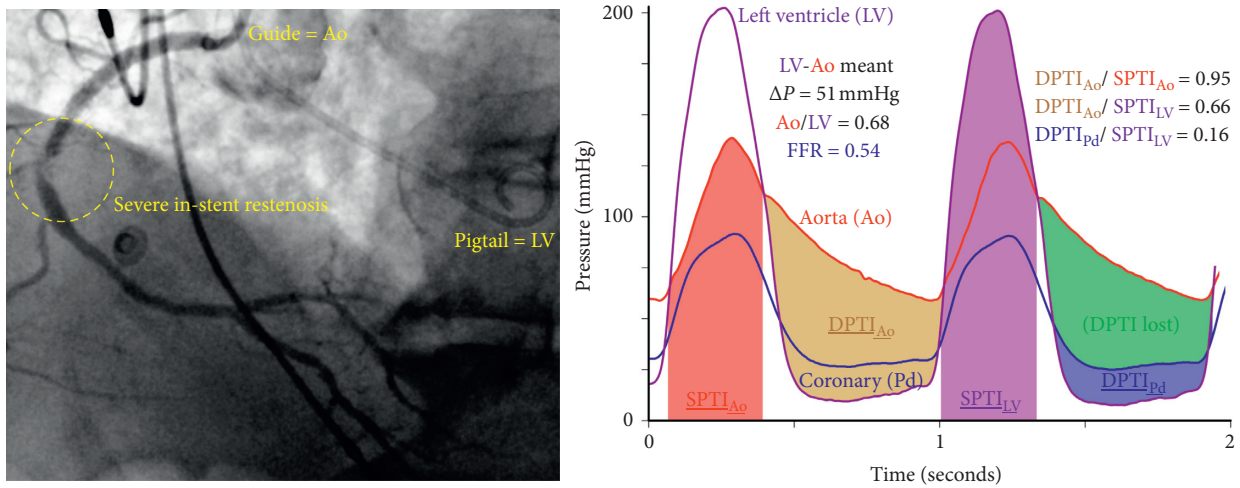 Guide = Ao
Severe in-stent restenosis
Pigtail = LV
Pressure (mmHg)
200
100
0
Left ventricle (LV)
LV-Ao meant
ΔP = 51 mmHg
Ao/LV = 0.68
FFR = 0.54
DPTIAo/ SPTIAo = 0.95
DPTIAo/ SPTILV = 0.66
DPTIPd/ SPTILV = 0.16
Aorta (Ao)
DPTIAo
(DPTI lost)
Coronary (Pd)
DPTIPd
SPTIAo
SPTILV
0
1
2
Time (seconds)